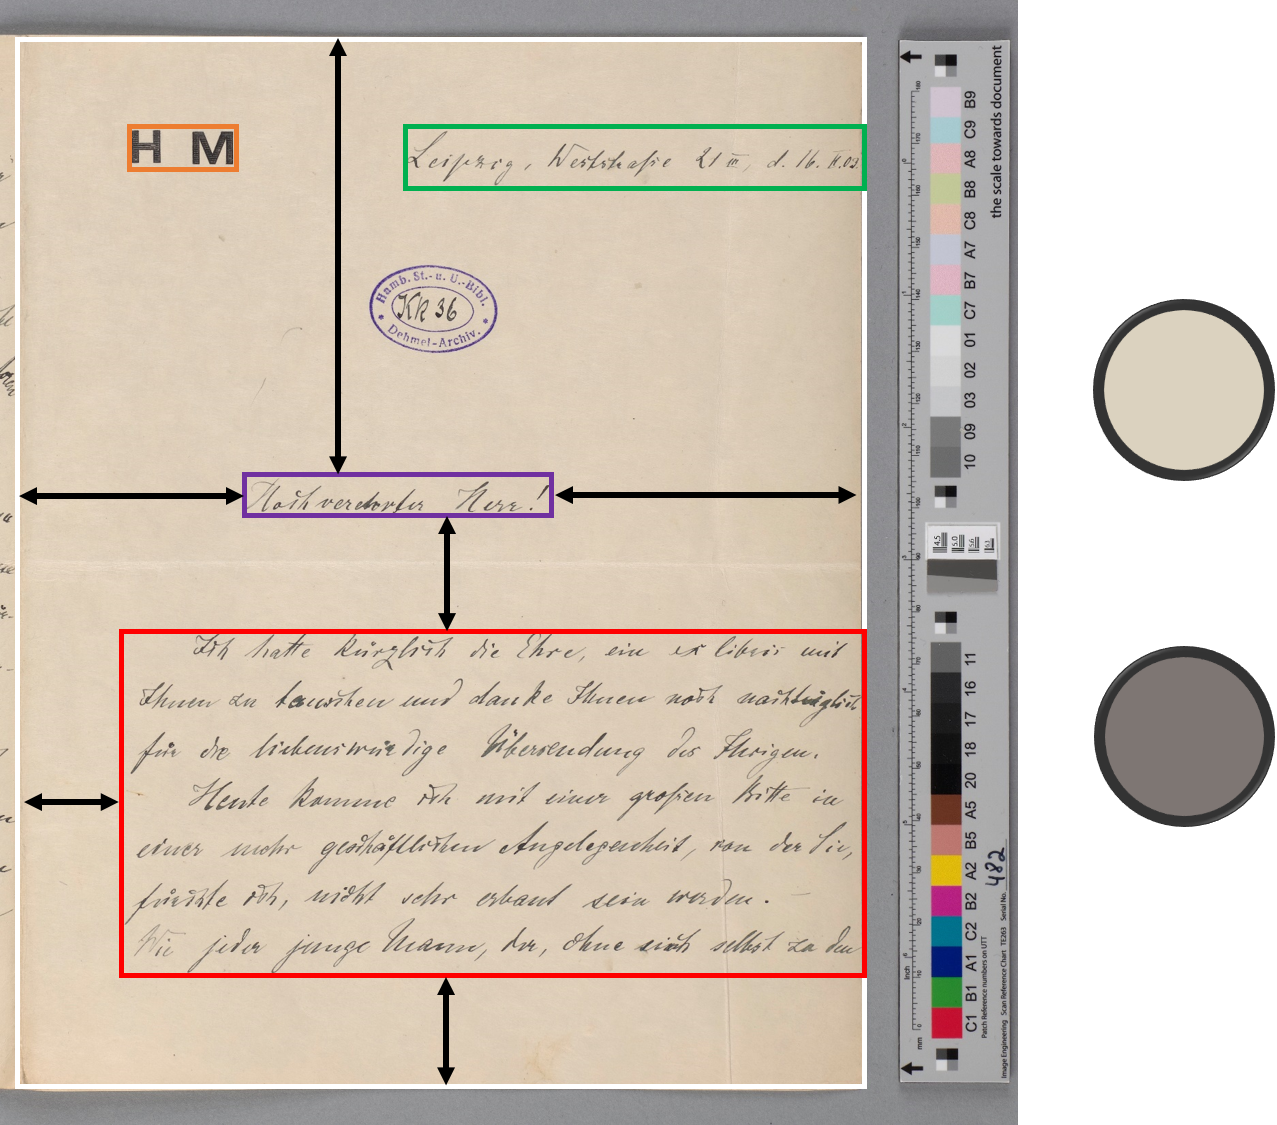 H M
Leipzig, Weststraße 21 III, d. 16. II. 03.
Hamb. St.- u. U.-Bibl.
KK 36
* Dehmel-Archiv. *
Hochverehrter Herr!
Ich hatte kürzlich die Ehre, ein ex libris mit
Ihnen zu tauschen und danke Ihnen noch nachträglich
für die liebenswürdige Übersendung des Ihrigen.
Heute komme ich mit einer großen Bitte in
einer mehr geschäftlichen Angelegenheit, von der Sie,
fürchte ich, nicht sehr erbaut sein werden. –
Wie jeder junge Mann, der, ohne sich selbst zu den
the scale towards document
B9
C9
A8
B8
C8
A7
B7
C7
01
02
03
09
10
4.5
5.0
5.6
6.3
11
16
17
18
20
A5
B5
A2
B2
C2
A1
B1
C1
Patch Reference numbers on UTT
Image Engineering Scan Reference Chart TE263 Serial No. 482
Inch
mm